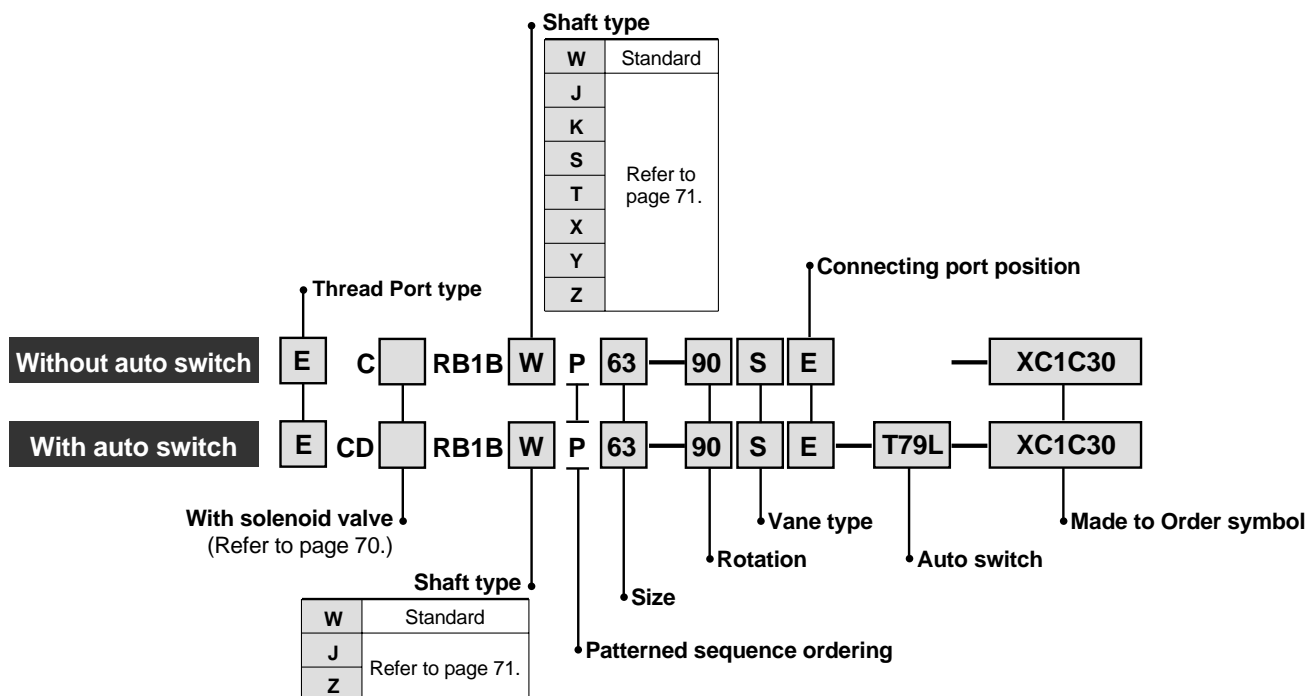 Shaft type
W Standard
J
K
S
T
X
Y
Z
Refer to
page 71.
Thread Port type
Connecting port position
Without auto switch E C RB1B W P 63 — 90 S E — XC1C30
With auto switch E CD RB1B W P 63 — 90 S E — T79L — XC1C30
With solenoid valve
(Refer to page 70.)
Vane type
Made to Order symbol
Rotation
Auto switch
Shaft type
Size
W Standard
J
Z
Refer to page 71.
Patterned sequence ordering